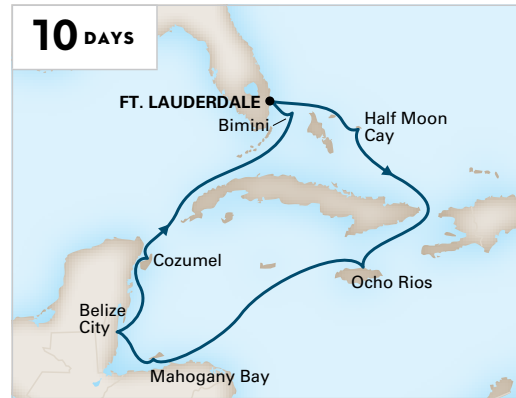 10 DAYS
FT. LAUDERDALE
Bimini
Half Moon
Cay
Cozumel
Ocho Rios
Belize
City
Mahogany Bay